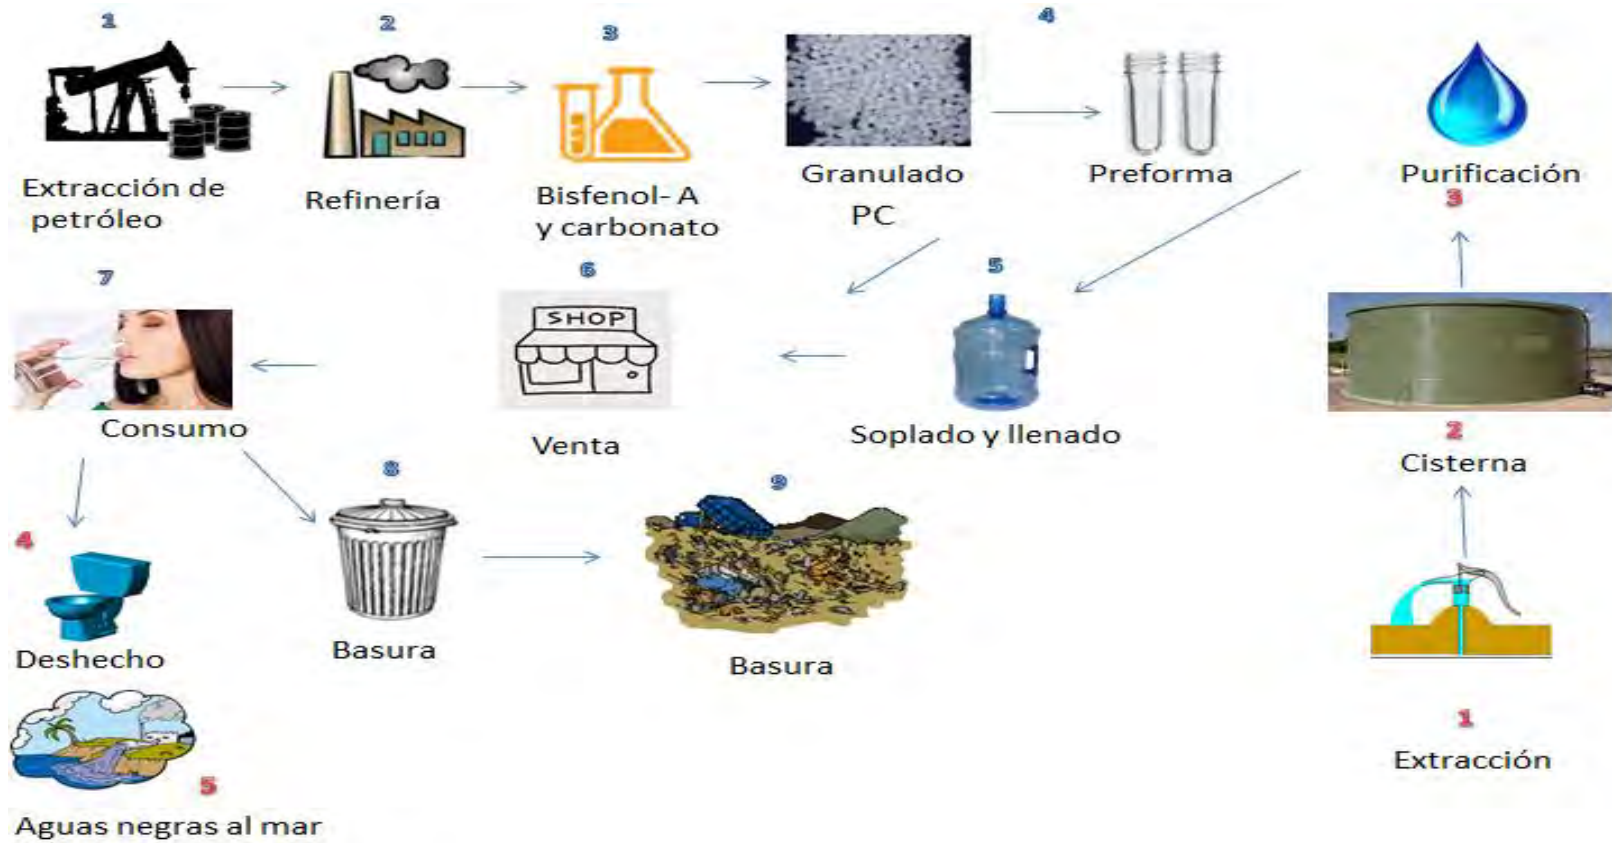 1
2
3
4
Extracción de
petróleo
Refinería
Bisfenol- A
y carbonato
Granulado
PC
Preforma
Purificación
3
7
6
5
SHOP
Consumo
Venta
Soplado y llenado
2
Cisterna
8
9
4
Deshecho
Basura
Basura
1
Extracción
5
Aguas negras al mar